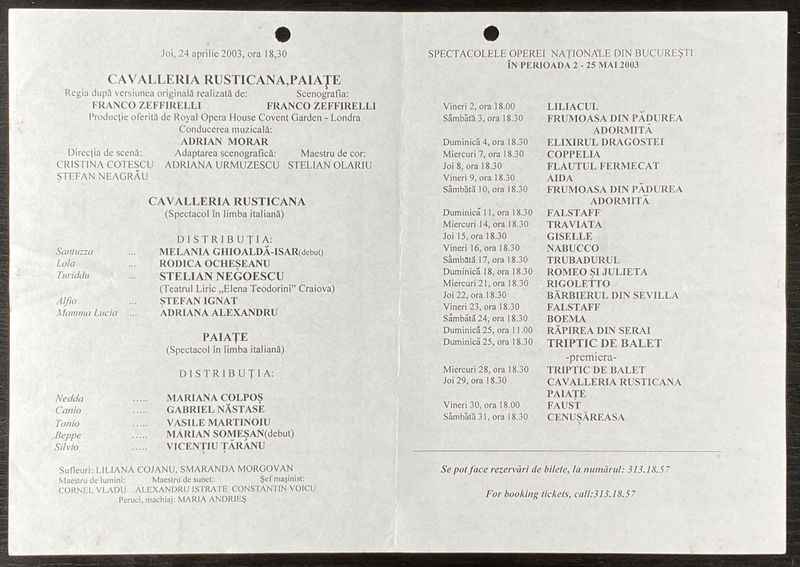 Joi, 24 aprilie 2003, ora 18,30
CAVALLERIA RUSTICANA,PAIAȚE
Regia după versiunea originală realizată de: Scenografia:
FRANCO ZEFFIRELLI FRANCO ZEFFIRELLI
Producție oferită de Royal Opera House Covent Garden - Londra
Conducerea muzicală:
ADRIAN MORAR
Direcția de scenă: Adaptarea scenografică: Maestru de cor:
CRISTINA COTESCU ADRIANA URMUZESCU STELIAN OLARIU
ȘTEFAN NEAGRĂU
CAVALLERIA RUSTICANA
(Spectacol în limba italiană)
DISTRIBUȚIA:
Santuzza ... MELANIA GHIOALDĂ-ISAR(debut)
Lola ... RODICA OCHEȘEANU
Turiddu ... STELIAN NEGOESCU
(Teatrul Liric „Elena Teodorini" Craiova)
Alfio ... ȘTEFAN IGNAT
Mamma Lucia ... ADRIANA ALEXANDRU
PAIAȚE
(Spectacol în limba italiană)
DISTRIBUȚIA:
Nedda ..... MARIANA COLPOȘ
Canio ..... GABRIEL NĂSTASE
Tonio ..... VASILE MARTINOIU
Beppe ..... MARIAN SOMEȘAN(debut)
Silvio ..... VICENȚIU ȚĂRANU
Sufleuri: LILIANA COJANU, SMARANDA MORGOVAN
Maestru de lumini: Maestru de sunet: Șef mașinist:
CORNEL VLADU ALEXANDRU ISTRATE CONSTANTIN VOICU
Peruci, machiaj: MARIA ANDRIEȘ
SPECTACOLELE OPEREI NAȚIONALE DIN BUCUREȘTI
ÎN PERIOADA 2 - 25 MAI 2003
Vineri 2, ora 18.00 LILIACUL
Sâmbătă 3, ora 18.30 FRUMOASA DIN PĂDUREA
ADORMITĂ
Duminică 4, ora 18.30 ELIXIRUL DRAGOSTEI
Miercuri 7, ora 18.30 COPPELIA
Joi 8, ora 18.30 FLAUTUL FERMECAT
Vineri 9, ora 18.30 AIDA
Sâmbătă 10, ora 18.30 FRUMOASA DIN PĂDUREA
ADORMITĂ
Duminică 11, ora 18.30 FALSTAFF
Miercuri 14, ora 18.30 TRAVIATA
Joi 15, ora 18.30 GISELLE
Vineri 16, ora 18.30 NABUCCO
Sâmbătă 17, ora 18.30 TRUBADURUL
Duminică 18, ora 18.30 ROMEO ȘI JULIETA
Miercuri 21, ora 18.30 RIGOLETTO
Joi 22, ora 18.30 BĂRBIERUL DIN SEVILLA
Vineri 23, ora 18.30 FALSTAFF
Sâmbătă 24, ora 18.30 BOEMA
Duminică 25, ora 11.00 RĂPIREA DIN SERAI
Duminică 25, ora 18.30 TRIPTIC DE BALET
-premiera-
Miercuri 28, ora 18.30 TRIPTIC DE BALET
Joi 29, ora 18.30 CAVALLERIA RUSTICANA
PAIAȚE
Vineri 30, ora 18.00 FAUST
Sâmbătă 31, ora 18.30 CENUȘĂREASA
Se pot face rezervări de bilete, la numărul: 313.18.57
For booking tickets, call:313.18.57